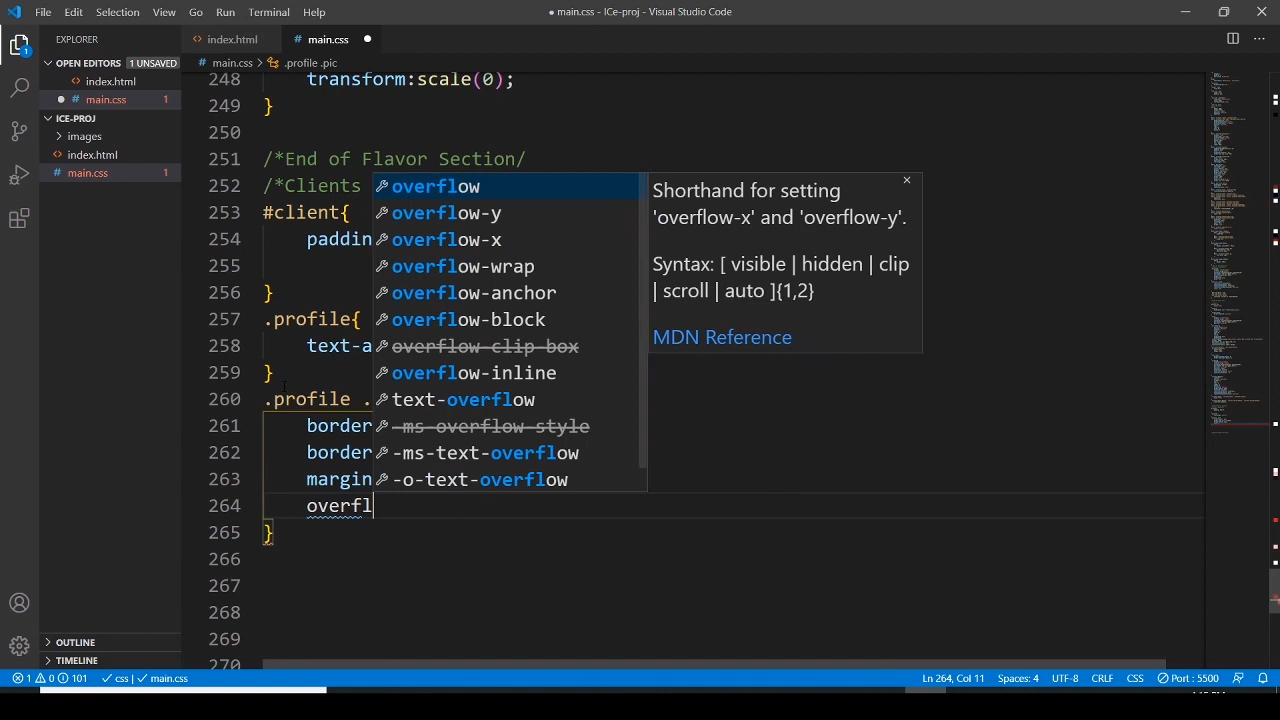 File Edit Selection View Go Run Terminal Help
● main.css - ICe-proj - Visual Studio Code
EXPLORER
index.html
main.css
OPEN EDITORS 1 UNSAVED
main.css > .profile .pic
index.html
main.css 1
ICE-PROJ
images
index.html
main.css 1
OUTLINE
TIMELINE
248 transform:scale(0);
249 }
250
251 /*End of Flavor Section/
252 /*Clients
253 #client{
254 paddin
255
256 }
257 .profile{
258 text-a
259 }
260 .profile .
261 border
262 border
263 margin
264 overfl
265 }
266
267
268
269
270
overflow
overflow-y
overflow-x
overflow-wrap
overflow-anchor
overflow-block
overflow-clip-box
overflow-inline
text-overflow
-ms-overflow-style
-ms-text-overflow
-o-text-overflow
Shorthand for setting
'overflow-x' and 'overflow-y'.
Syntax: [ visible | hidden | clip
| scroll | auto ]{1,2}
MDN Reference
1 0 101 css | main.css Ln 264, Col 11 Spaces: 4 UTF-8 CRLF CSS Port : 5500